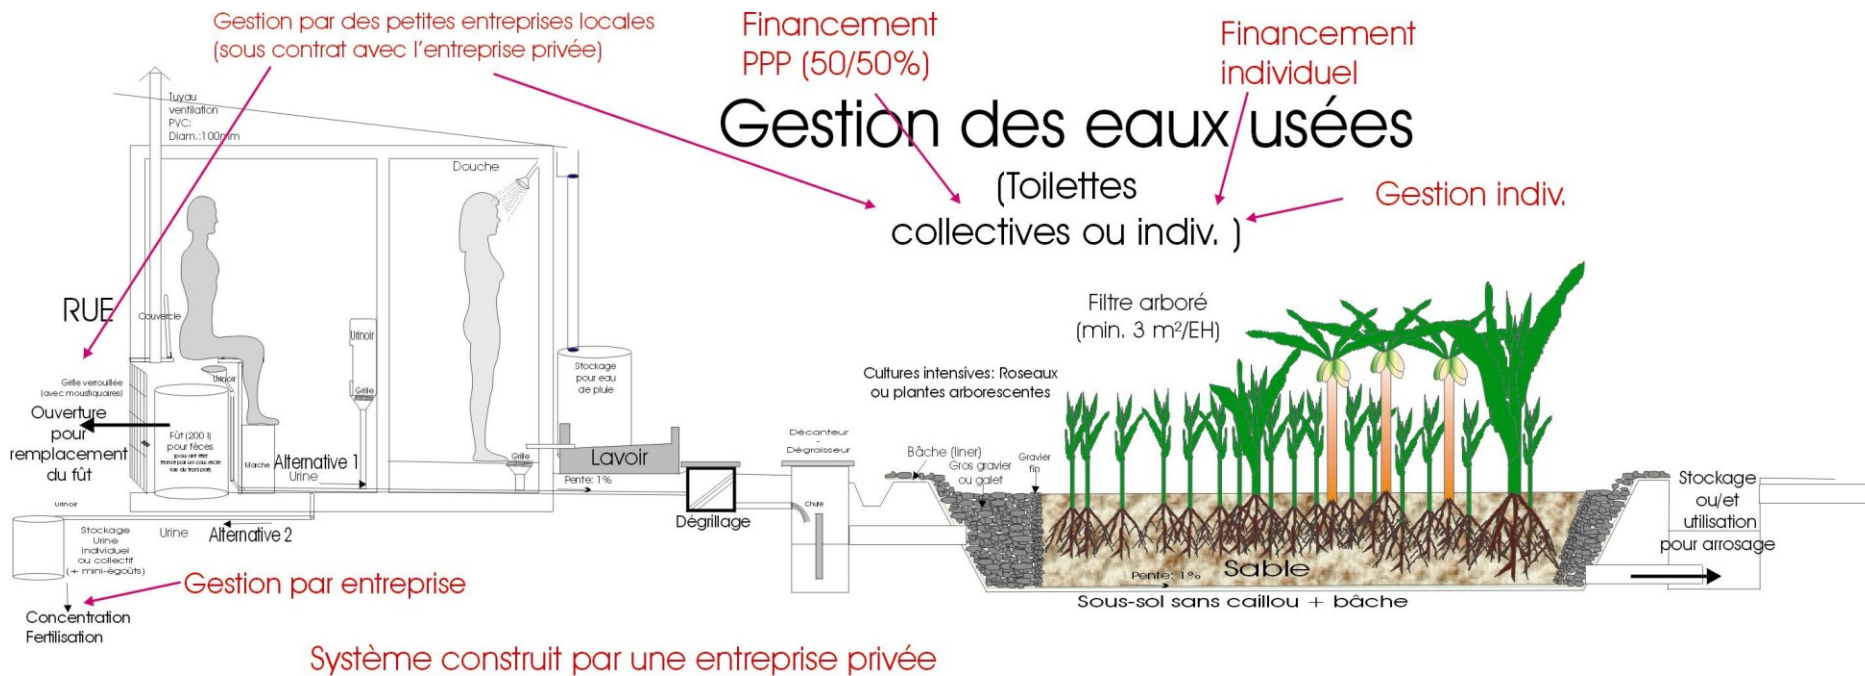 Gestion par des petites entreprises locales
(sous contrat avec l'entreprise privée)
Financement
PPP (50/50%)
Financement
individuel
Gestion des eaux usées
(Toilettes
collectives ou indiv. )
Gestion indiv.
Tuyau
ventilation
PVC:
Diam.:100mm
Douche
RUE
Couvercle
Urinoir
Grille
Urinoir
Grille verrouillée
(avec moustiquaires)
Ouverture
pour
remplacement
du fût
Fût (200 l)
pour fèces
Marche
Alternative 1
Urine
Grille
Stockage
pour eau
de pluie
Lavoir
Pente: 1%
Dégrillage
Décanteur
-
Dégraisseur
Chute
Filtre arboré
(min. 3 m²/EH)
Cultures intensives: Roseaux
ou plantes arborescentes
Bâche (liner)
Gros gravier
ou galet
Gravier
fin
Pente: 1%
Sable
Sous-sol sans caillou + bâche
Stockage
ou/et
utilisation
pour arrosage
Urinoir
Stockage
Urine
individuel
ou collectif
(+ mini-égoûts)
Urine
Alternative 2
Gestion par entreprise
Concentration
Fertilisation
Système construit par une entreprise privée